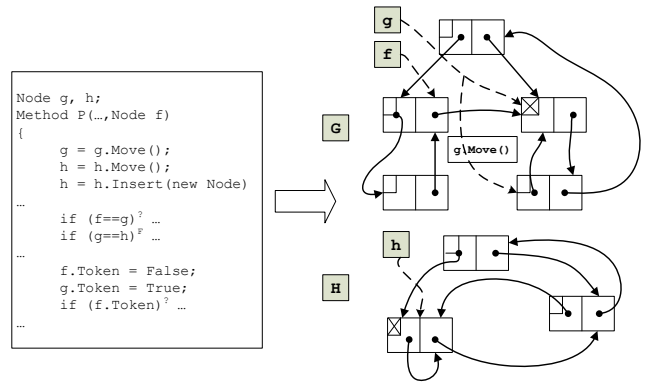 Node g, h;
Method P(…,Node f)
{
g = g.Move();
h = h.Move();
h = h.Insert(new Node)
…
if (f==g)? …
if (g==h)F …
…
f.Token = False;
g.Token = True;
if (f.Token)? …
…
g
f
G
g.Move()
h
H